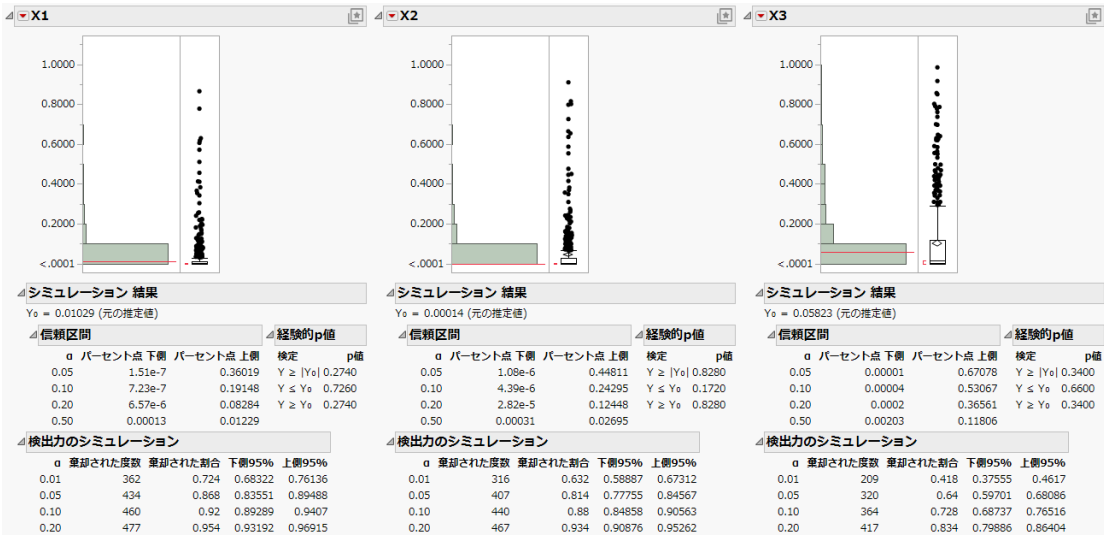 X1
1.0000
0.8000
0.6000
0.4000
0.2000
<.0001
シミュレーション 結果
Y₀ = 0.01029 (元の推定値)
信頼区間
α パーセント点 下側 パーセント点 上側
0.05 1.51e-7 0.36019
0.10 7.23e-7 0.19148
0.20 6.57e-6 0.08284
0.50 0.00013 0.01229
経験的p値
検定 p値
Y ≥ |Y₀| 0.2740
Y ≤ Y₀ 0.7260
Y ≥ Y₀ 0.2740
検出力のシミュレーション
α 棄却された度数 棄却された割合 下側95% 上側95%
0.01 362 0.724 0.68322 0.76136
0.05 434 0.868 0.83551 0.89488
0.10 460 0.92 0.89289 0.9407
0.20 477 0.954 0.93192 0.96915
X2
1.0000
0.8000
0.6000
0.4000
0.2000
<.0001
シミュレーション 結果
Y₀ = 0.00014 (元の推定値)
信頼区間
α パーセント点 下側 パーセント点 上側
0.05 1.08e-6 0.44811
0.10 4.39e-6 0.24295
0.20 2.82e-5 0.12448
0.50 0.00031 0.02695
経験的p値
検定 p値
Y ≥ |Y₀| 0.8280
Y ≤ Y₀ 0.1720
Y ≥ Y₀ 0.8280
検出力のシミュレーション
α 棄却された度数 棄却された割合 下側95% 上側95%
0.01 316 0.632 0.58887 0.67312
0.05 407 0.814 0.77755 0.84567
0.10 440 0.88 0.84858 0.90563
0.20 467 0.934 0.90876 0.95262
X3
1.0000
0.8000
0.6000
0.4000
0.2000
<.0001
シミュレーション 結果
Y₀ = 0.05823 (元の推定値)
信頼区間
α パーセント点 下側 パーセント点 上側
0.05 0.00001 0.67078
0.10 0.00004 0.53067
0.20 0.0002 0.36561
0.50 0.00203 0.11806
経験的p値
検定 p値
Y ≥ |Y₀| 0.3400
Y ≤ Y₀ 0.6600
Y ≥ Y₀ 0.3400
検出力のシミュレーション
α 棄却された度数 棄却された割合 下側95% 上側95%
0.01 209 0.418 0.37555 0.4617
0.05 320 0.64 0.59701 0.68086
0.10 364 0.728 0.68737 0.76516
0.20 417 0.834 0.79886 0.86404